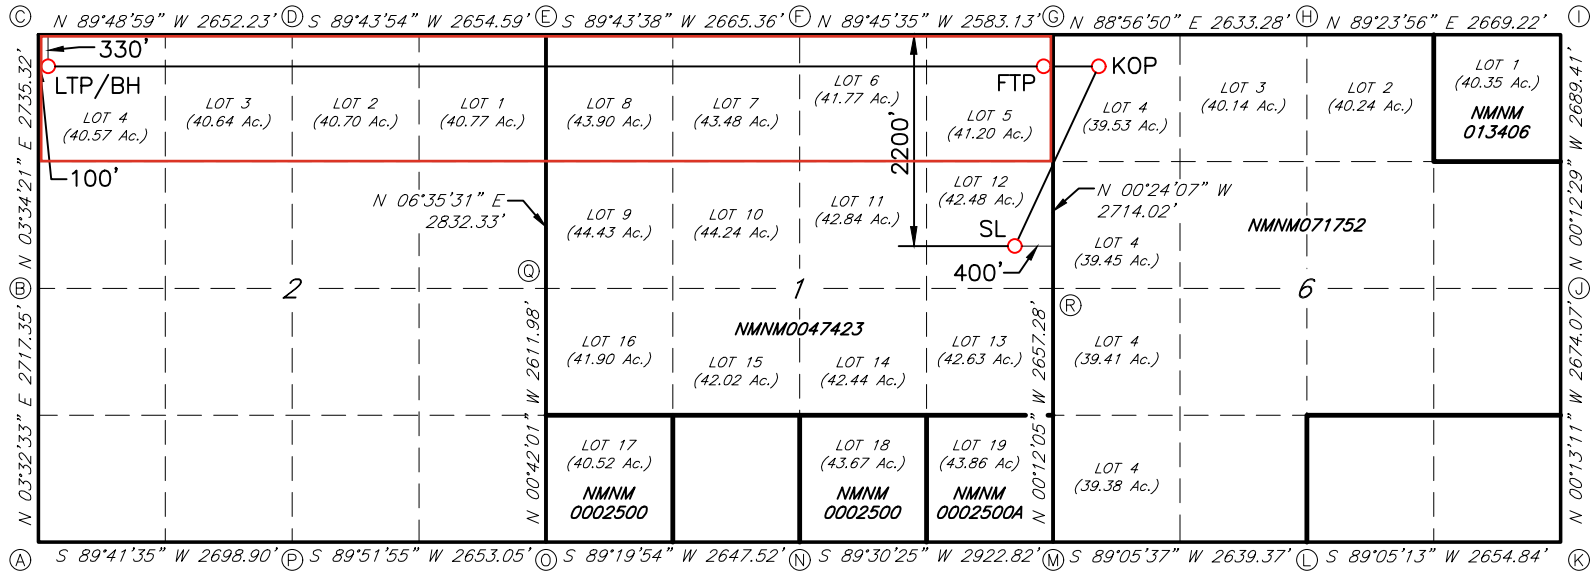 C N 89°48'59" W 2652.23' D S 89°43'54" W 2654.59' E S 89°43'38" W 2665.36' F N 89°45'35" W 2583.13' G N 88°56'50" E 2633.28' H N 89°23'56" E 2669.22' I
330'
LTP/BH
FTP
KOP
LOT 4
(40.57 Ac.)
LOT 3
(40.64 Ac.)
LOT 2
(40.70 Ac.)
LOT 1
(40.77 Ac.)
LOT 8
(43.90 Ac.)
LOT 7
(43.48 Ac.)
LOT 6
(41.77 Ac.)
LOT 5
(41.20 Ac.)
LOT 4
(39.53 Ac.)
LOT 3
(40.14 Ac.)
LOT 2
(40.24 Ac.)
LOT 1
(40.35 Ac.)
NMNM
013406
N 03°34'21" E 2735.32'
100'
2200'
N 00°12'29" W 2689.41'
N 06°35'31" E
2832.33'
LOT 9
(44.43 Ac.)
LOT 10
(44.24 Ac.)
LOT 11
(42.84 Ac.)
LOT 12
(42.48 Ac.)
SL
400'
N 00°24'07" W
2714.02'
NMNM071752
LOT 4
(39.45 Ac.)
Q
B
2
1
6
J
R
NMNM0047423
N 03°32'33" E 2717.35'
N 00°42'01" W 2611.98'
LOT 16
(41.90 Ac.)
LOT 15
(42.02 Ac.)
LOT 14
(42.44 Ac.)
LOT 13
(42.63 Ac.)
N 00°12'05" W 2657.28'
LOT 4
(39.41 Ac.)
N 00°13'11" W 2674.07'
LOT 17
(40.52 Ac.)
NMNM
0002500
LOT 18
(43.67 Ac.)
NMNM
0002500
LOT 19
(43.86 Ac)
NMNM
0002500A
LOT 4
(39.38 Ac.)
A S 89°41'35" W 2698.90' P S 89°51'55" W 2653.05' O S 89°19'54" W 2647.52' N S 89°30'25" W 2922.82' M S 89°05'37" W 2639.37' L S 89°05'13" E 2654.84' K